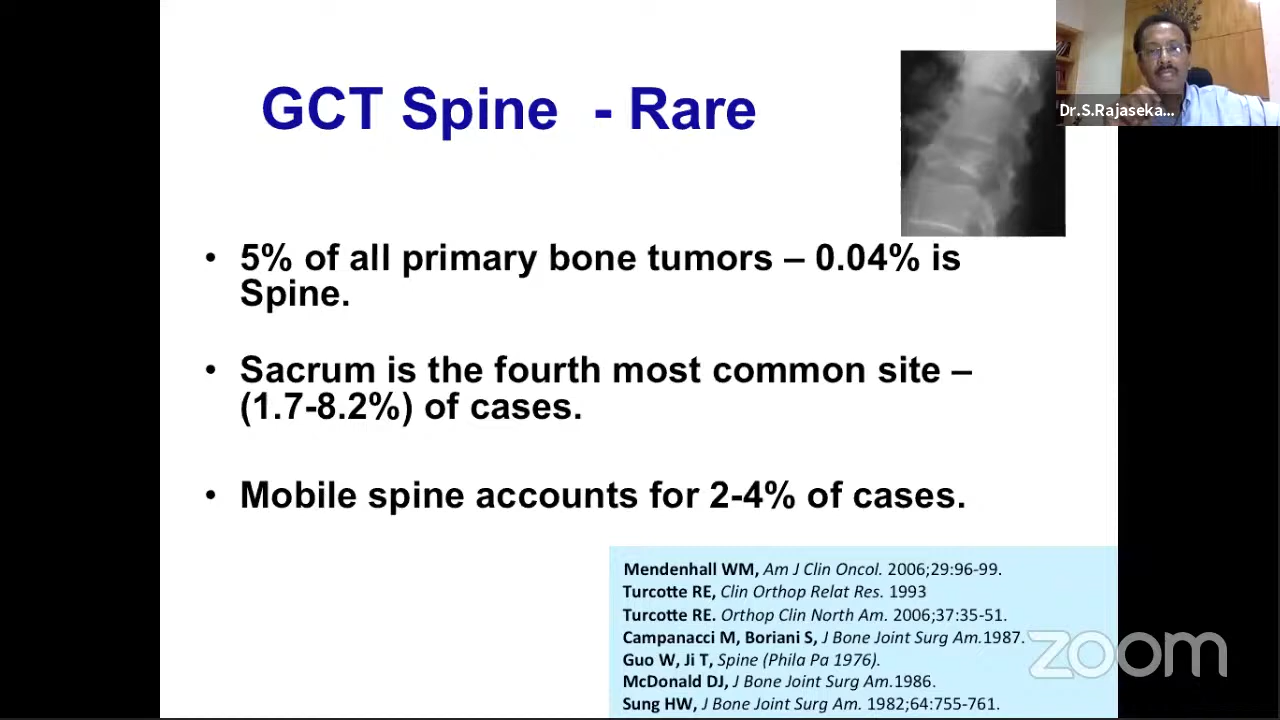 GCT Spine - Rare
Dr.S.Rajaseka...
• 5% of all primary bone tumors – 0.04% is
Spine.
• Sacrum is the fourth most common site –
(1.7-8.2%) of cases.
• Mobile spine accounts for 2-4% of cases.
Mendenhall WM, Am J Clin Oncol. 2006;29:96-99.
Turcotte RE, Clin Orthop Relat Res. 1993
Turcotte RE. Orthop Clin North Am. 2006;37:35-51.
Campanacci M, Boriani S, J Bone Joint Surg Am.1987.
Guo W, Ji T, Spine (Phila Pa 1976).
McDonald DJ, J Bone Joint Surg Am.1986.
Sung HW, J Bone Joint Surg Am. 1982;64:755-761.
zoom